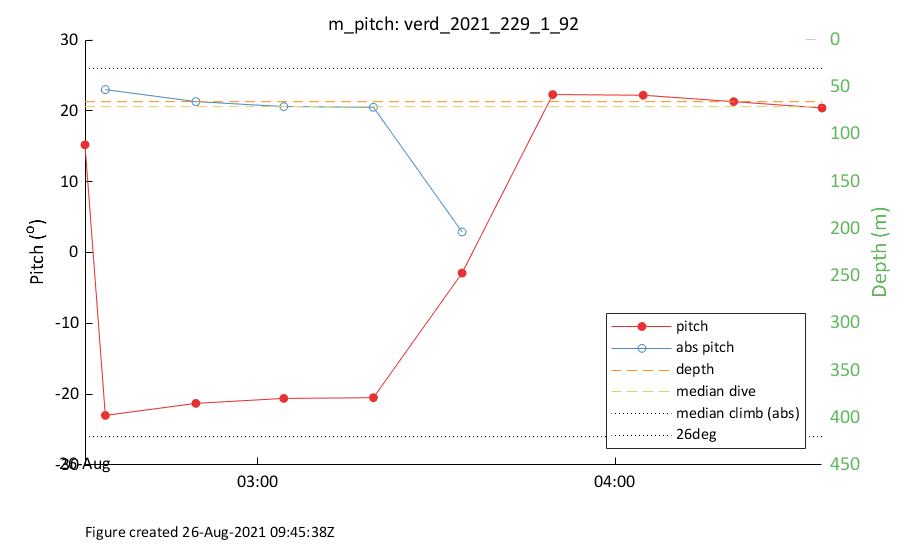 m_pitch: verd_2021_229_1_92
30
20
10
0
-10
-20
-30
Pitch (º)
0
50
100
150
200
250
300
350
400
450
Depth (m)
pitch
abs pitch
depth
median dive
median climb (abs)
26deg
26-Aug
03:00
04:00
Figure created 26-Aug-2021 09:45:38Z